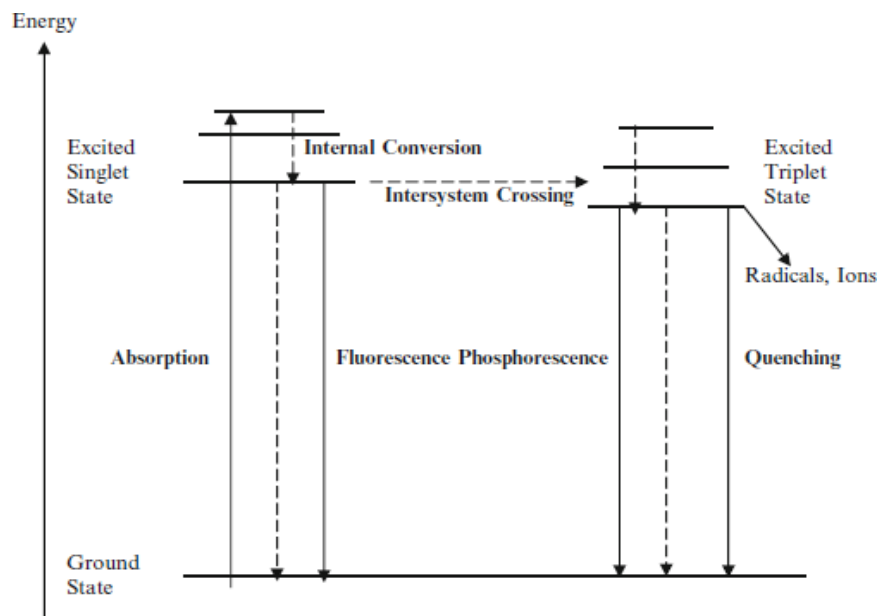 Energy
Excited
Singlet
State
Internal Conversion
Intersystem Crossing
Excited
Triplet
State
Radicals, Ions
Absorption
Fluorescence Phosphorescence
Quenching
Ground
State